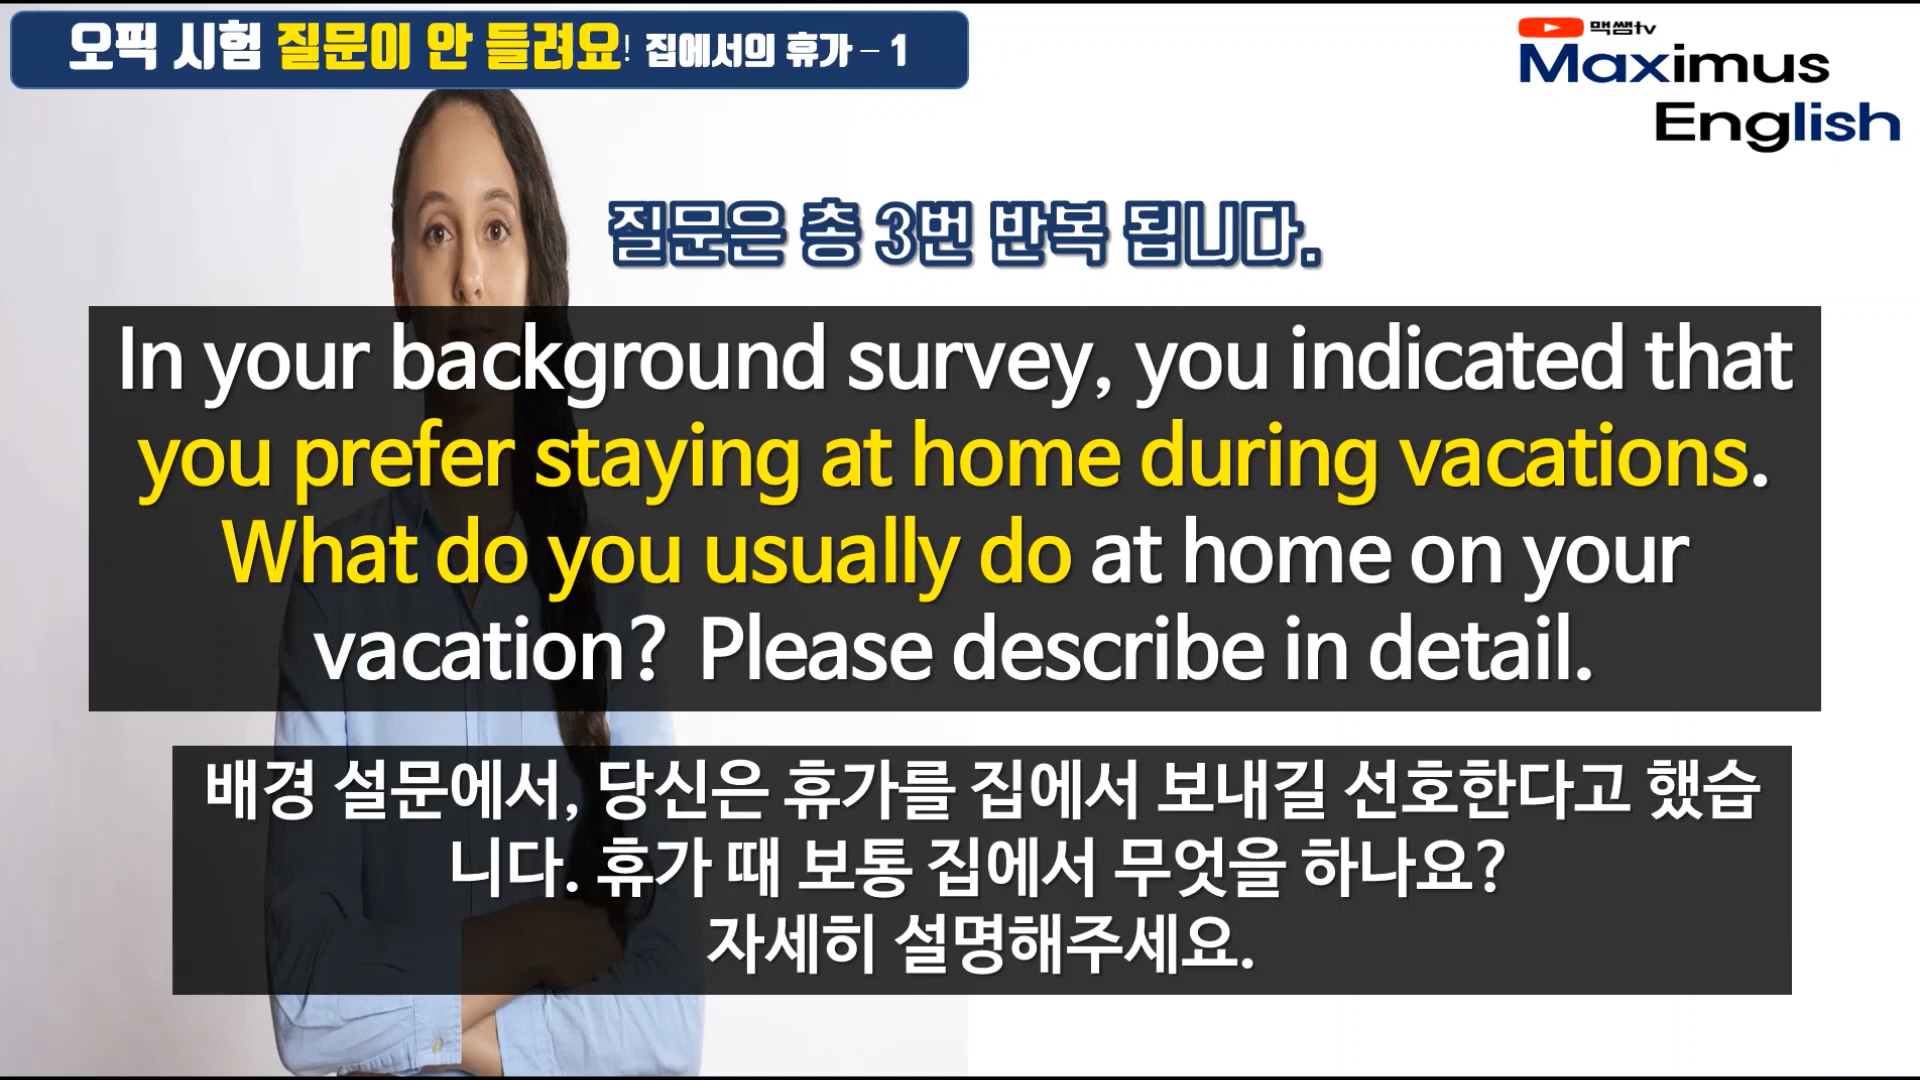 오픽 시험 질문이 안 들려요! 집에서의 휴가 – 1
맥쌤tv
Maximus
English
질문은 총 3번 반복 됩니다.
In your background survey, you indicated that
you prefer staying at home during vacations.
What do you usually do at home on your
vacation? Please describe in detail.
배경 설문에서, 당신은 휴가를 집에서 보내길 선호한다고 했습
니다. 휴가 때 보통 집에서 무엇을 하나요?
자세히 설명해주세요.